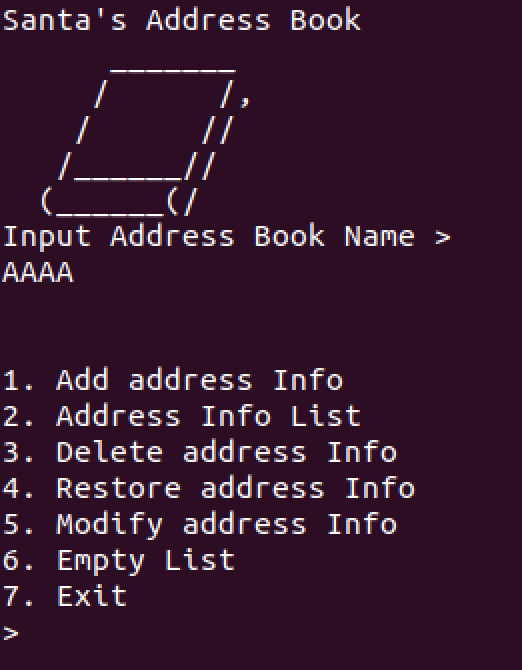 Santa's Address Book
       _______
      /      /,
     /      //
    /______//
   (______(/
Input Address Book Name >
AAAA
1. Add address Info
2. Address Info List
3. Delete address Info
4. Restore address Info
5. Modify address Info
6. Empty List
7. Exit
>